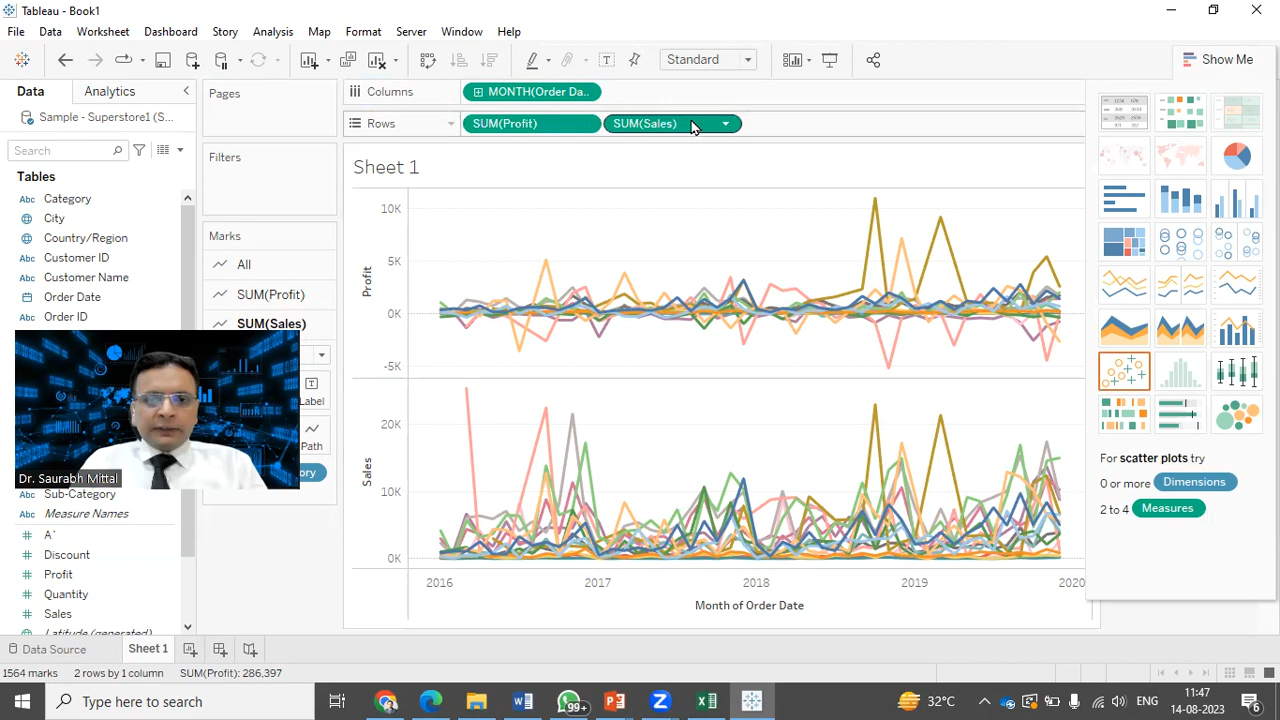 Tableau - Book1
File Data Worksheet Dashboard Story Analysis Map Format Server Window Help
Standard
Show Me
Data Analytics
Sample - Superstore1 (S...
Search
Tables
Category
City
Country/Region
Customer ID
Customer Name
Order Date
Order ID
Sub-Category
Measure Names
A`
Discount
Profit
Quantity
Sales
Latitude (generated)
Pages
Filters
Marks
All
SUM(Profit)
SUM(Sales)
Label
Path
Dr. Saurabh Mittal
Columns MONTH(Order Da..
Rows SUM(Profit) SUM(Sales)
Sheet 1
10K
5K
0K
-5K
Profit
20K
10K
0K
Sales
2016 2017 2018 2019 2020
Month of Order Date
For scatter plots try
0 or more Dimensions
2 to 4 Measures
Data Source Sheet 1
1564 marks 2 rows by 1 column SUM(Profit): 286,397
Type here to search
99+
32°C
ENG
11:47
14-08-2023
6